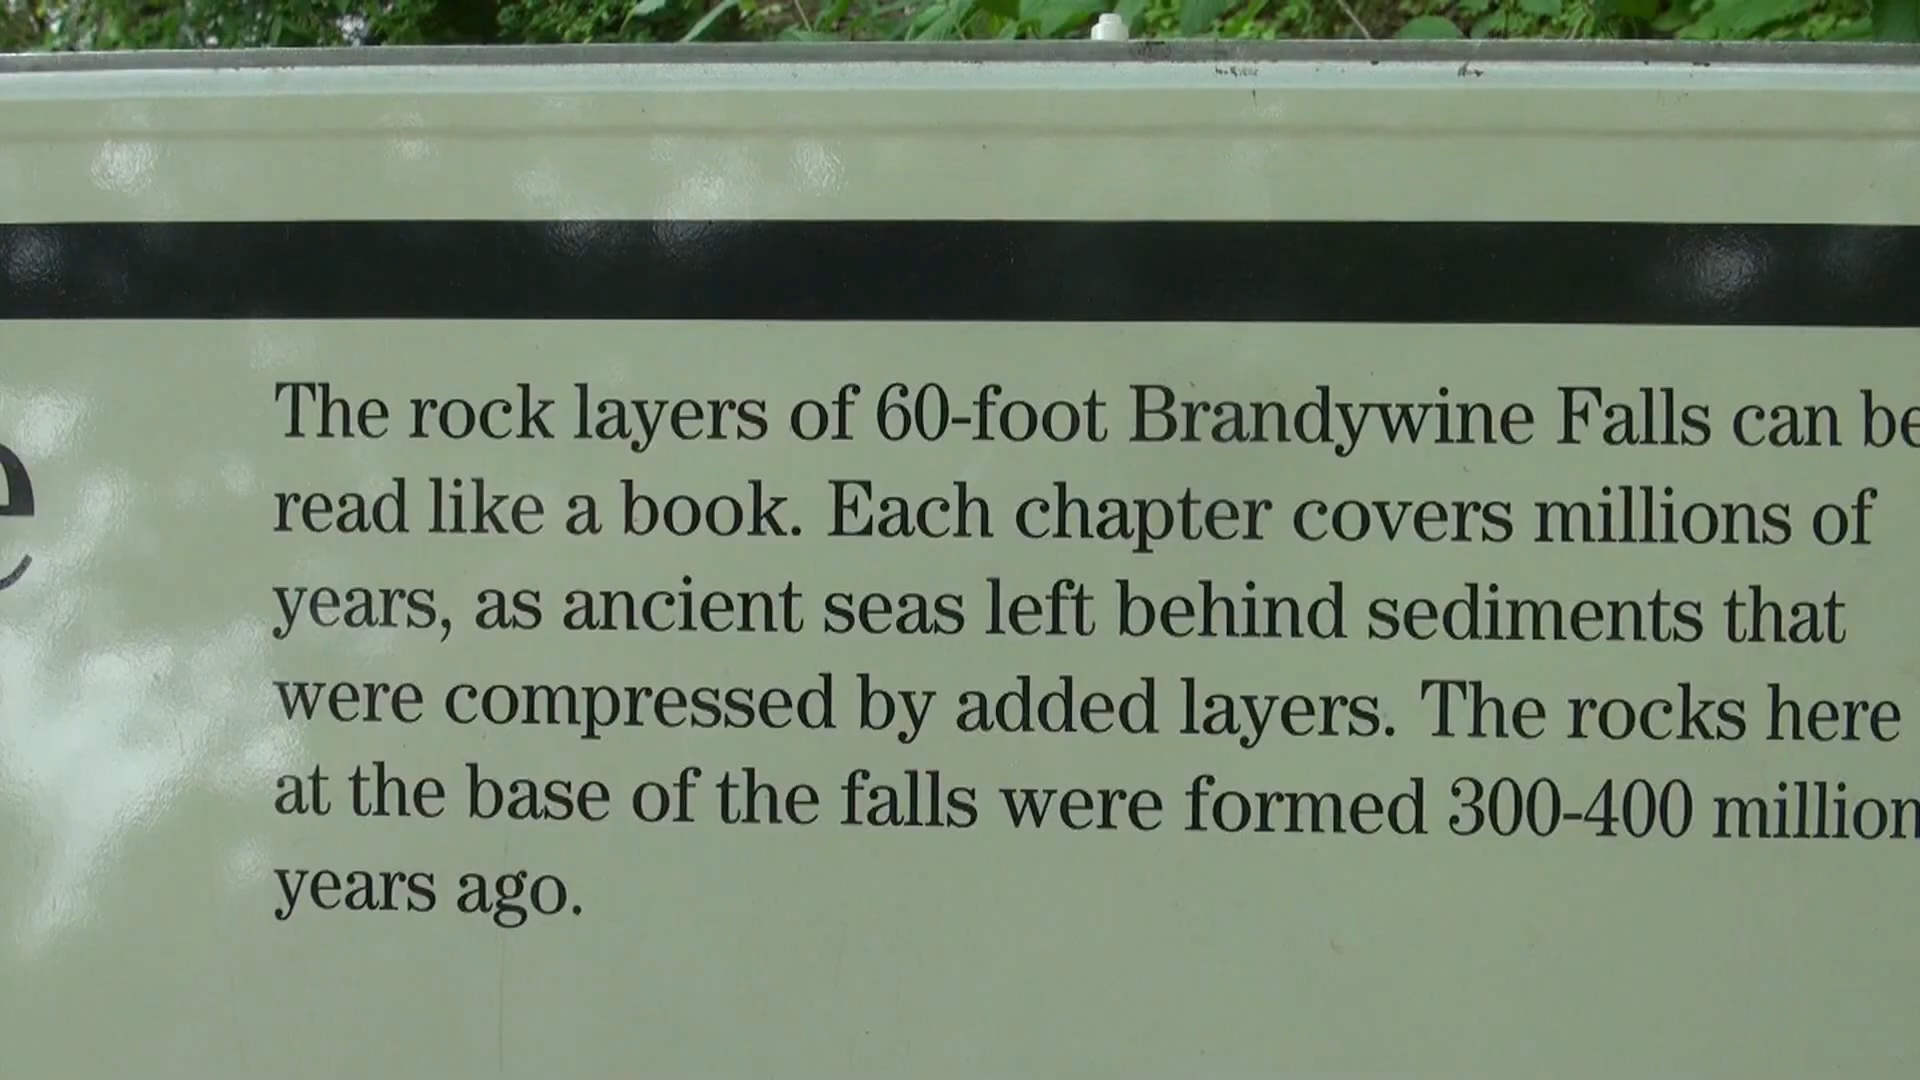 The rock layers of 60-foot Brandywine Falls can be
read like a book. Each chapter covers millions of
years, as ancient seas left behind sediments that
were compressed by added layers. The rocks here
at the base of the falls were formed 300-400 million
years ago.